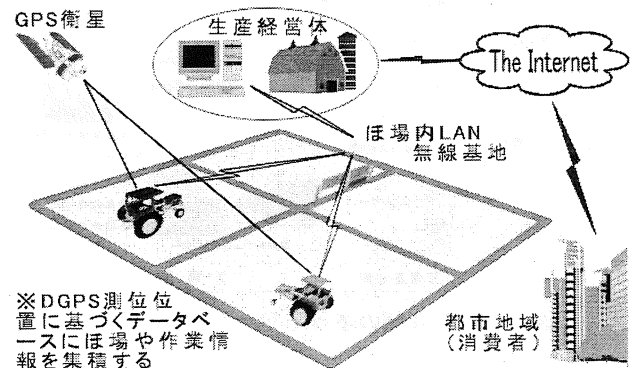 GPS衛星
生産経営体
The Internet
ほ場内LAN
無線基地
※DGPS測位位
置に基づくデータベ
ースにほ場や作業情
報を集積する
都市地域
(消費者)